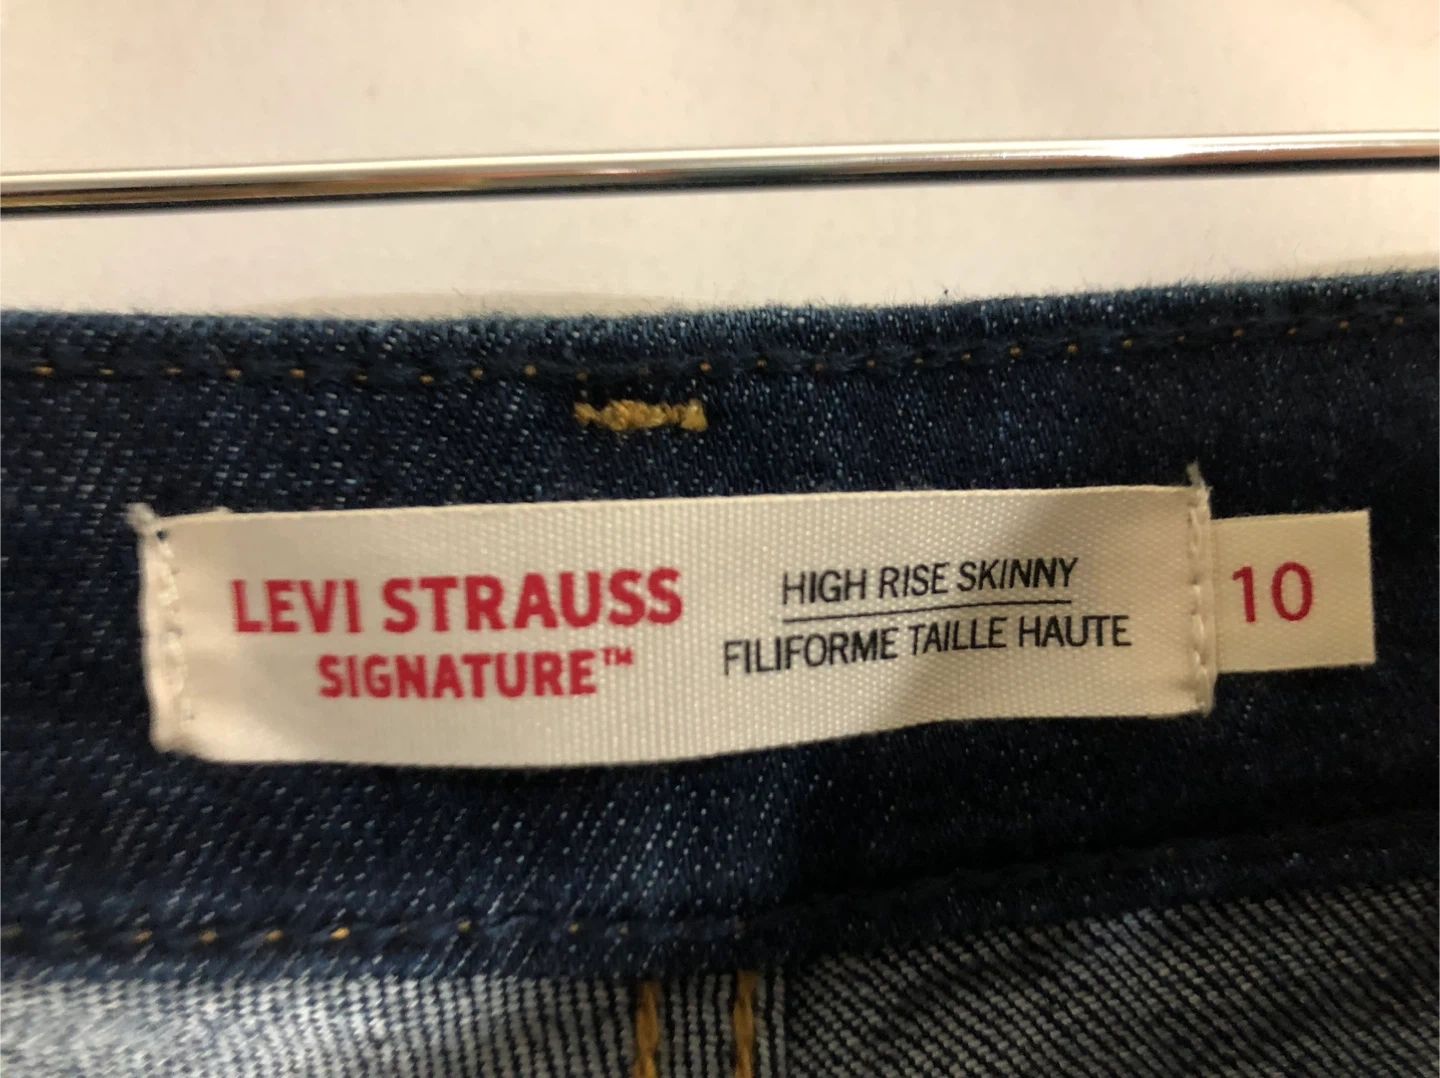 LEVI STRAUSS
SIGNATURE™
HIGH RISE SKINNY
FILIFORME TAILLE HAUTE
10